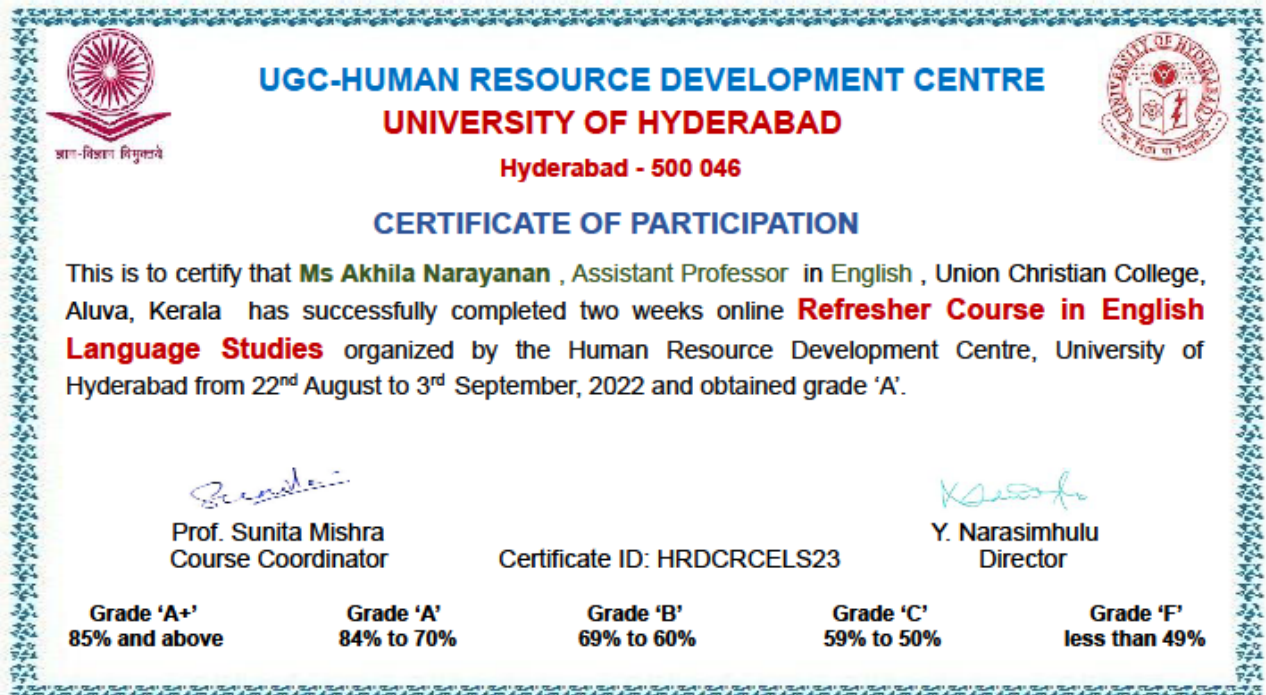 ज्ञान-विज्ञान विमुक्तये
UNIVERSITY OF HYDERABAD
UGC-HUMAN RESOURCE DEVELOPMENT CENTRE
UNIVERSITY OF HYDERABAD
Hyderabad - 500 046
CERTIFICATE OF PARTICIPATION
This is to certify that Ms Akhila Narayanan , Assistant Professor in English , Union Christian College,
Aluva, Kerala has successfully completed two weeks online Refresher Course in English
Language Studies organized by the Human Resource Development Centre, University of
Hyderabad from 22nd August to 3rd September, 2022 and obtained grade ‘A’.
Prof. Sunita Mishra
Course Coordinator
Certificate ID: HRDCRCELS23
Y. Narasimhulu
Director
Grade ‘A+’ Grade ‘A’ Grade ‘B’ Grade ‘C’ Grade ‘F’
85% and above 84% to 70% 69% to 60% 59% to 50% less than 49%